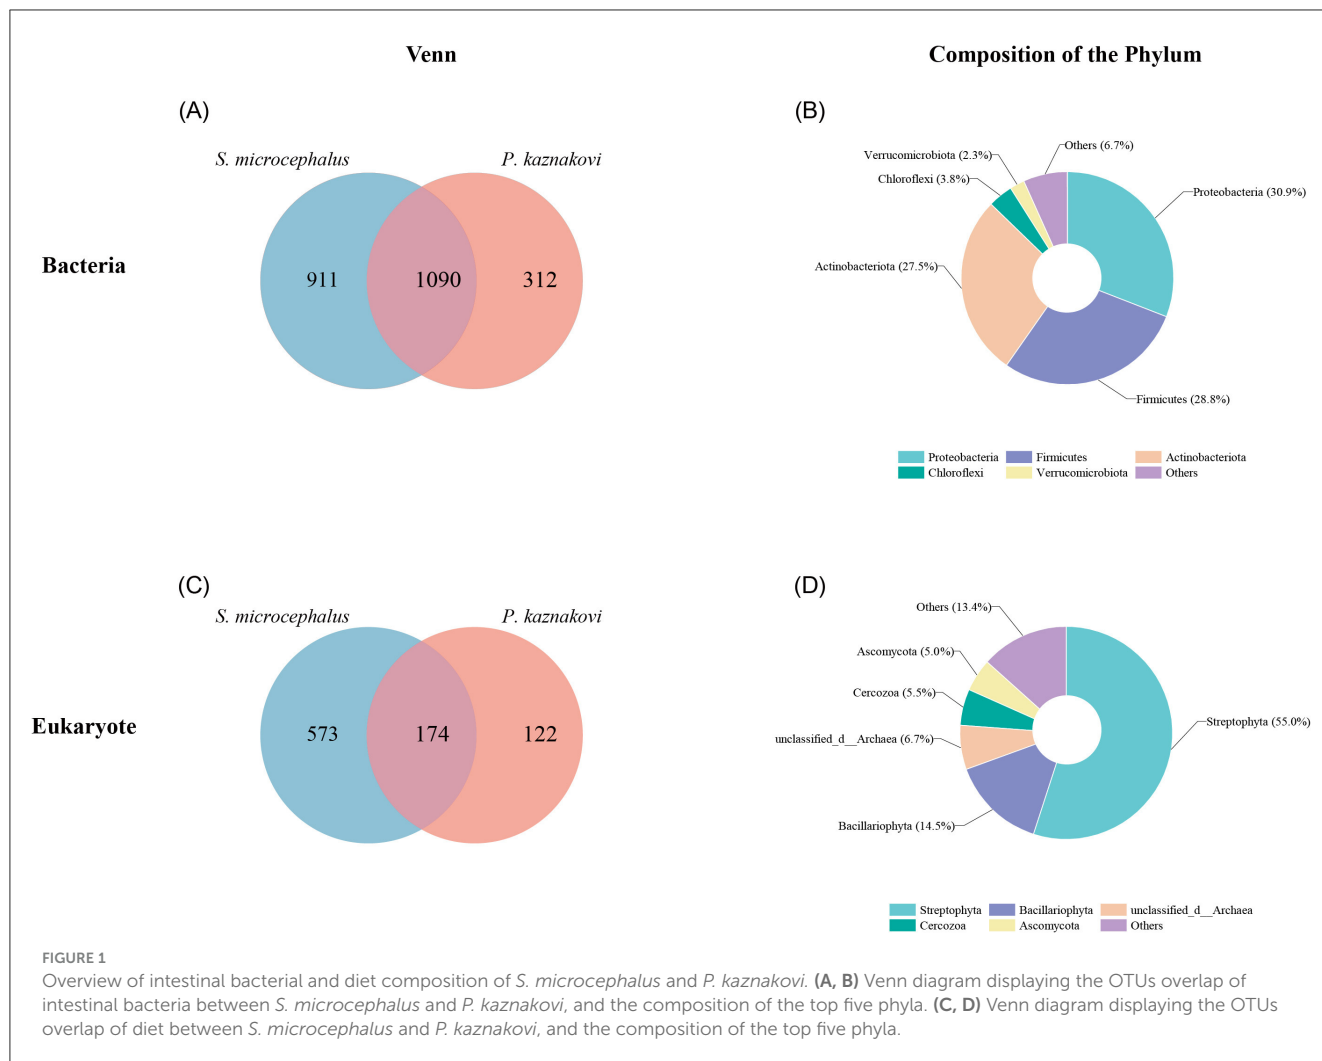 Venn
Composition of the Phylum
(A)
(B)
S. microcephalus
P. kaznakovi
Bacteria
911
1090
312
Others (6.7%)
Verrucomicrobiota (2.3%)
Chloroflexi (3.8%)
Proteobacteria (30.9%)
Actinobacteriota (27.5%)
Firmicutes (28.8%)
Proteobacteria
Firmicutes
Actinobacteriota
Chloroflexi
Verrucomicrobiota
Others
(C)
(D)
S. microcephalus
P. kaznakovi
Eukaryote
573
174
122
Others (13.4%)
Ascomycota (5.0%)
Cercozoa (5.5%)
Streptophyta (55.0%)
unclassified_d__Archaea (6.7%)
Bacillariophyta (14.5%)
Streptophyta
Bacillariophyta
unclassified_d__Archaea
Cercozoa
Ascomycota
Others
FIGURE 1
Overview of intestinal bacterial and diet composition of S. microcephalus and P. kaznakovi. (A, B) Venn diagram displaying the OTUs overlap of
intestinal bacteria between S. microcephalus and P. kaznakovi, and the composition of the top five phyla. (C, D) Venn diagram displaying the OTUs
overlap of diet between S. microcephalus and P. kaznakovi, and the composition of the top five phyla.